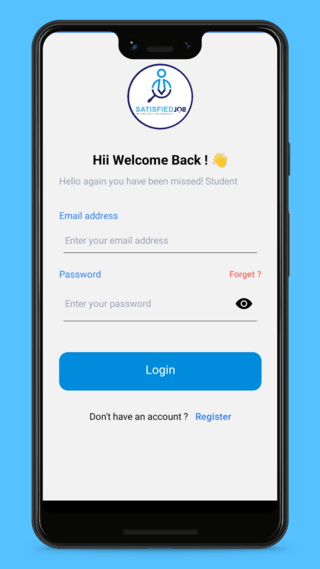 SATISFIEDJOB
Hii Welcome Back ! 👋
Hello again you have been missed! Student
Email address
Enter your email address
Password
Forget ?
Enter your password
Login
Don't have an account ? Register